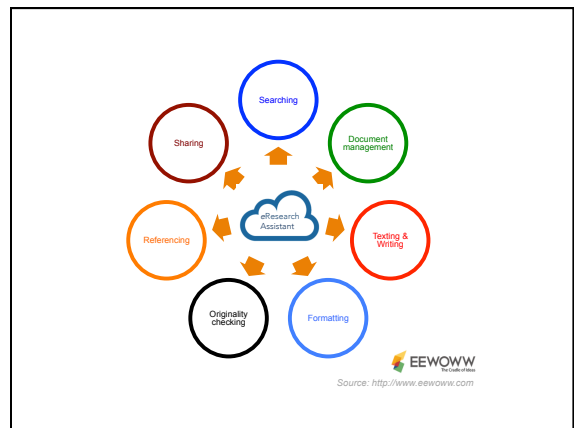 Searching
Document
management
Texting &
Writing
Formatting
Originality
checking
Referencing
Sharing
eResearch
Assistant
EEWOWW
The Cradle of Ideas
Source: http://www.eewoww.com